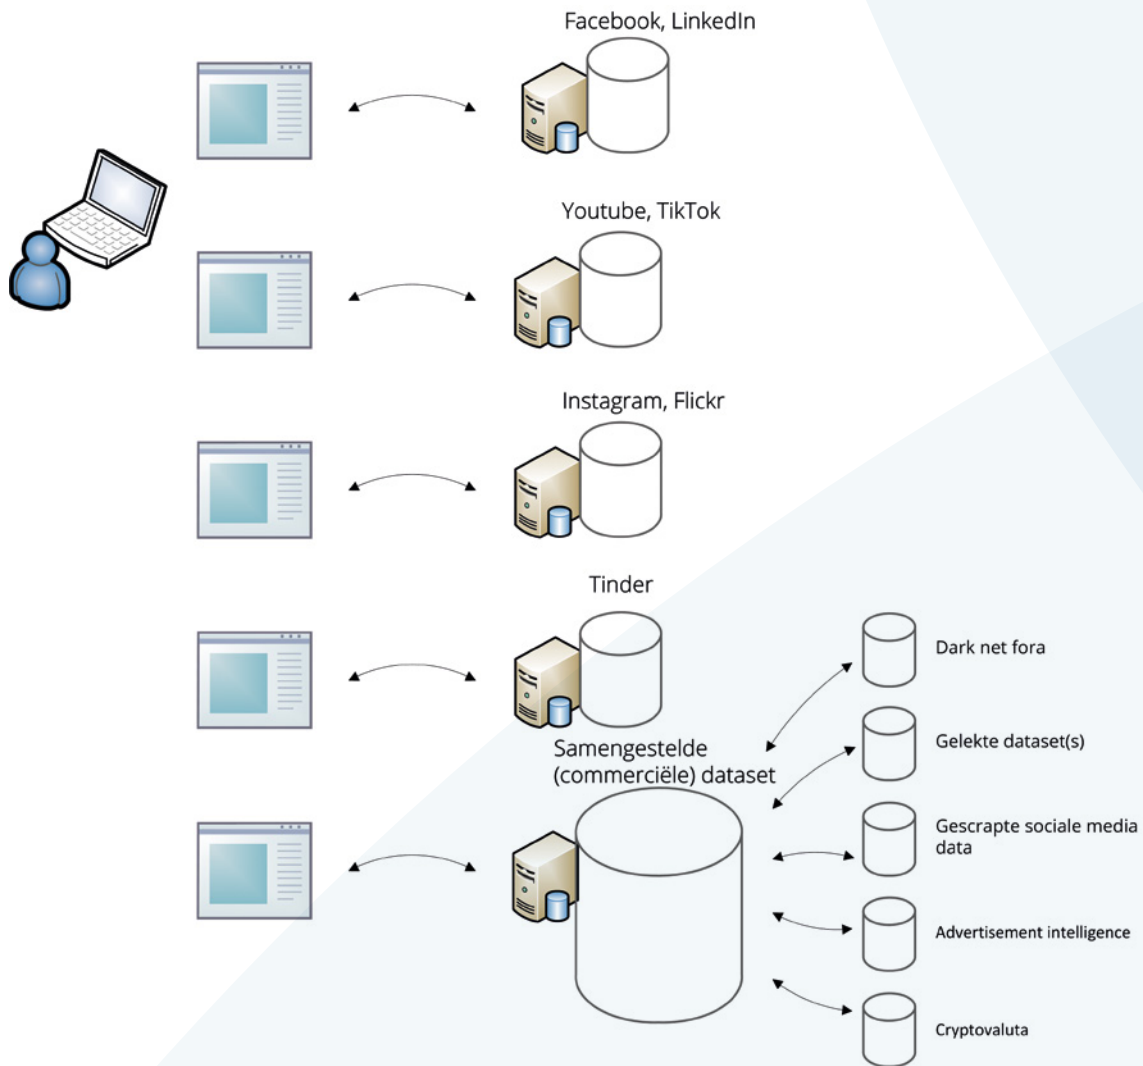 Facebook, LinkedIn
Youtube, TikTok
Instagram, Flickr
Tinder
Samengestelde
(commerciële) dataset
Dark net fora
Gelekte dataset(s)
Gescrapte sociale media
data
Advertisement intelligence
Cryptovaluta